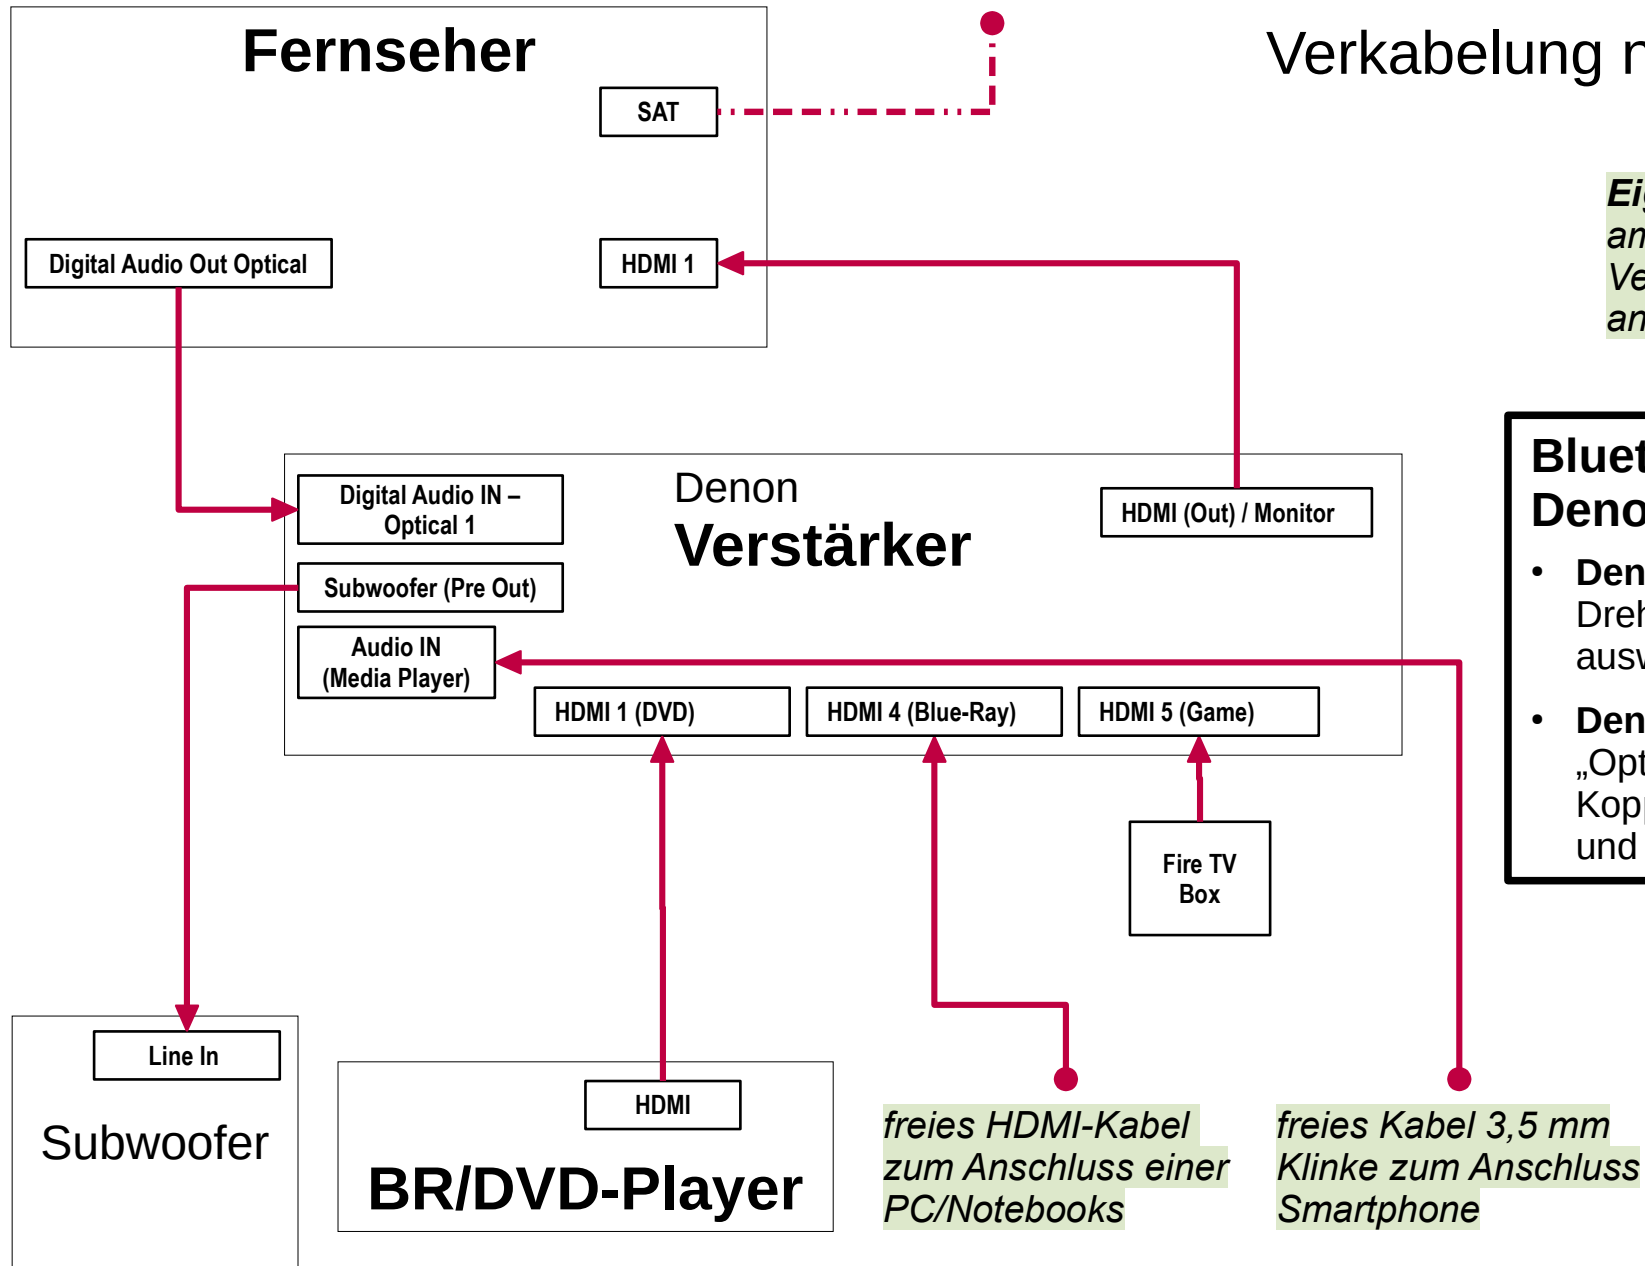 Fernseher
Verkabelung
SAT
Digital Audio Out Optical
HDMI 1
Digital Audio IN –
Optical 1
Denon
Verstärker
HDMI (Out) / Monitor
Subwoofer (Pre Out)
Audio IN
(Media Player)
HDMI 1 (DVD)
HDMI 4 (Blue-Ray)
HDMI 5 (Game)
und
Fire TV
Box
Line In
Subwoofer
HDMI
BR/DVD-Player
freies HDMI-Kabel
zum Anschluss einer
PC/Notebooks
freies Kabel 3,5 mm
Klinke zum Anschluss
Smartphone